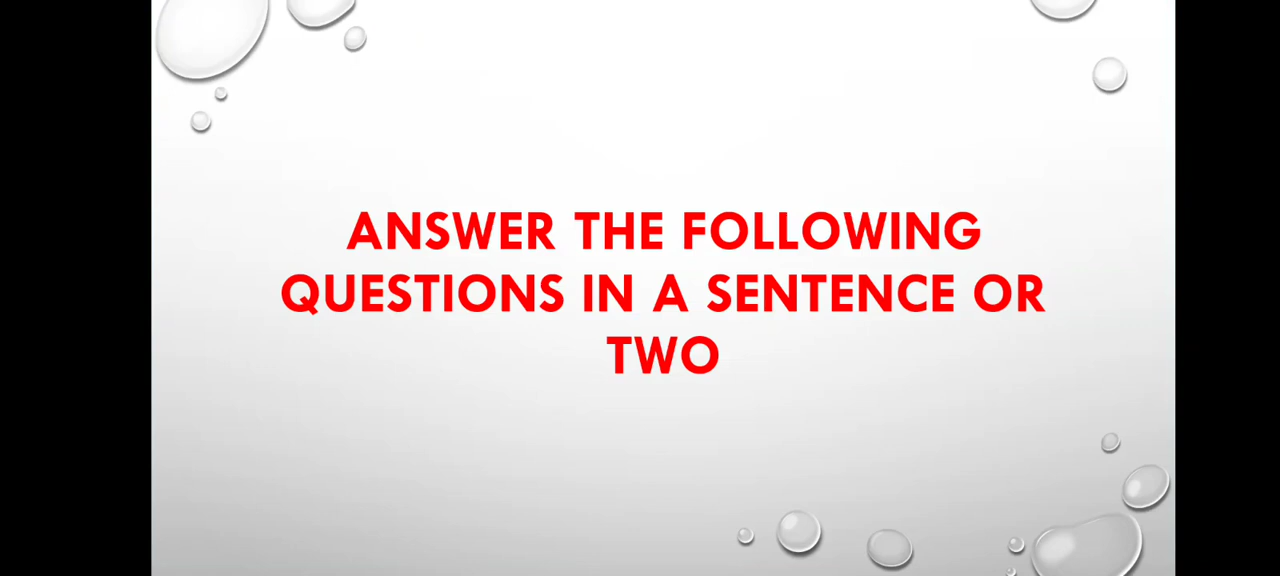 ANSWER THE FOLLOWING
QUESTIONS IN A SENTENCE OR
TWO